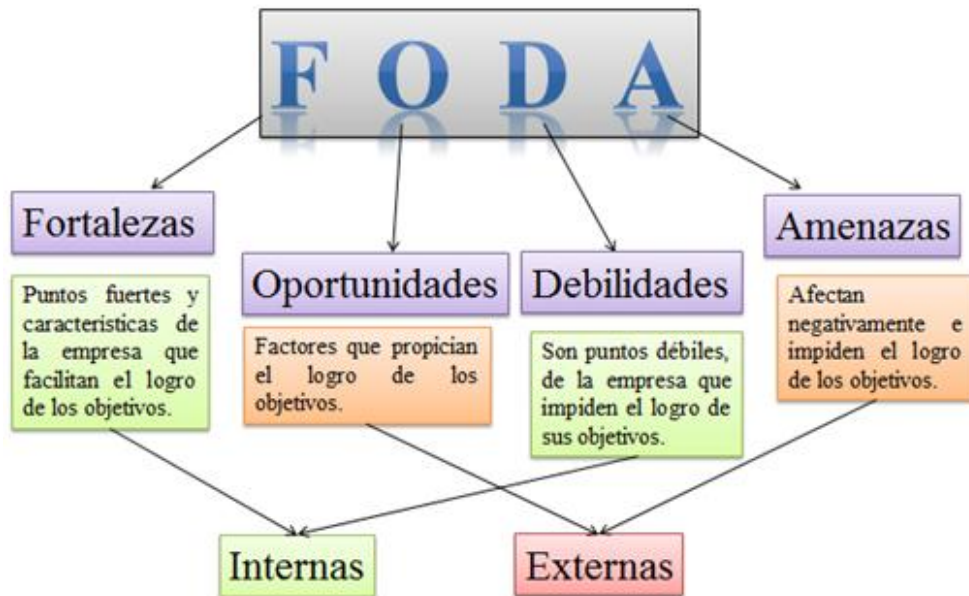 F O D A
Fortalezas
Puntos fuertes y
características de
la empresa que
facilitan el logro
de los objetivos.
Oportunidades
Factores que propician
el logro de los
objetivos.
Debilidades
Son puntos débiles,
de la empresa que
impiden el logro de
sus objetivos.
Amenazas
Afectan
negativamente e
impiden el logro
de los objetivos.
Internas
Externas